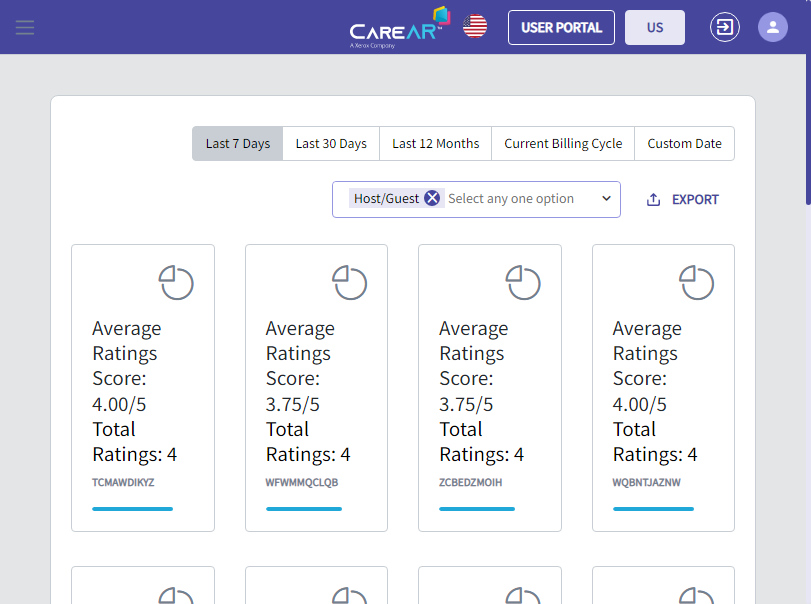 CAREAR™
A Xerox Company
USER PORTAL
US
Last 7 Days
Last 30 Days
Last 12 Months
Current Billing Cycle
Custom Date
Host/Guest
Select any one option
EXPORT
Average
Ratings
Score:
4.00/5
Total
Ratings: 4
TCMAWDIKYZ
Average
Ratings
Score:
3.75/5
Total
Ratings: 4
WFWMMQCLQB
Average
Ratings
Score:
3.75/5
Total
Ratings: 4
ZCBEDZMOIH
Average
Ratings
Score:
4.00/5
Total
Ratings: 4
WQBNTJAZNW